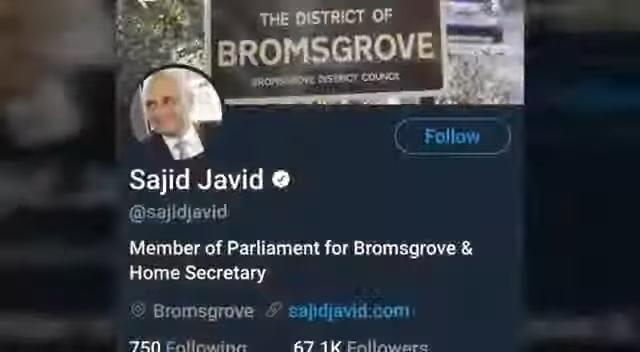 THE DISTRICT OF
BROMSGROVE
BROMSGROVE DISTRICT COUNCIL
Follow
Sajid Javid
@sajidjavid
Member of Parliament for Bromsgrove &
Home Secretary
Bromsgrove sajidjavid.com
750 Following 67.1K Followers